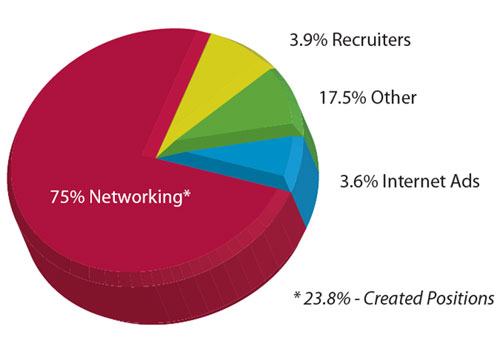 3.9% Recruiters
17.5% Other
75% Networking*
3.6% Internet Ads
* 23.8% - Created Positions